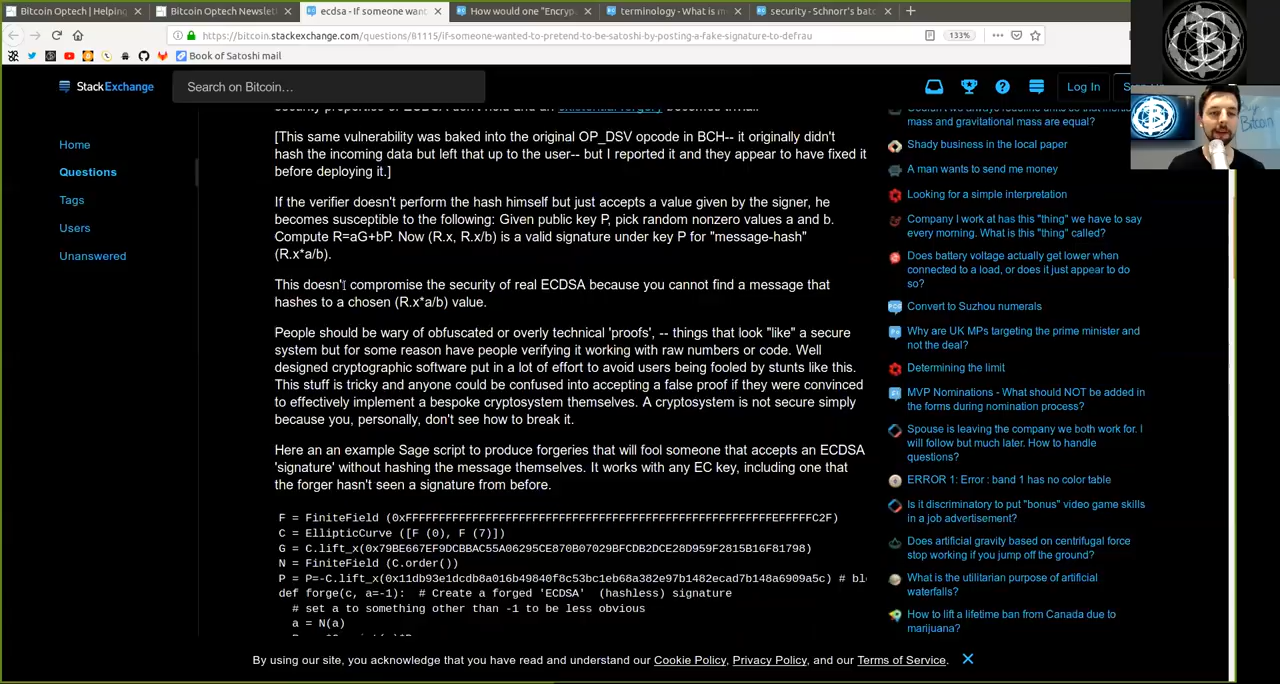 Bitcoin Optech | Helping
Bitcoin Optech Newslet
ecdsa - If someone wan
How would one "Encryp
terminology - What is n
security - Schnorr's batc
https://bitcoin.stackexchange.com/questions/81115/if-someone-wanted-to-pretend-to-be-satoshi-by-posting-a-fake-signature-to-defrau
133%
Book of Satoshi mail
StackExchange
Search on Bitcoin…
Log In
Home
Questions
Tags
Users
Unanswered
[This same vulnerability was baked into the original OP_DSV opcode in BCH-- it originally didn't
hash the incoming data but left that up to the user-- but I reported it and they appear to have fixed it
before deploying it.]
If the verifier doesn't perform the hash himself but just accepts a value given by the signer, he
becomes susceptible to the following: Given public key P, pick random nonzero values a and b.
Compute R=aG+bP. Now (R.x, R.x/b) is a valid signature under key P for "message-hash"
(R.x*a/b).
This doesn't compromise the security of real ECDSA because you cannot find a message that
hashes to a chosen (R.x*a/b) value.
People should be wary of obfuscated or overly technical 'proofs', -- things that look "like" a secure
system but for some reason have people verifying it working with raw numbers or code. Well
designed cryptographic software put in a lot of effort to avoid users being fooled by stunts like this.
This stuff is tricky and anyone could be confused into accepting a false proof if they were convinced
to effectively implement a bespoke cryptosystem themselves. A cryptosystem is not secure simply
because you, personally, don't see how to break it.
Here an an example Sage script to produce forgeries that will fool someone that accepts an ECDSA
'signature' without hashing the message themselves. It works with any EC key, including one that
the forger hasn't seen a signature from before.
F = FiniteField (0xFFFFFFFFFFFFFFFFFFFFFFFFFFFFFFFFFFFFFFFFFFFFFFFFFFFFFFFEFFFFFC2F)
C = EllipticCurve ([F (0), F (7)])
G = C.lift_x(0x79BE667EF9DCBBAC55A06295CE870B07029BFCDB2DCE28D959F2815B16F81798)
N = FiniteField (C.order())
P = P=-C.lift_x(0x11db93e1dcdb8a016b49840f8c53bc1eb68a382e97b1482ecad7b148a6909a5c) # bl
def forge(c, a=-1): # Create a forged 'ECDSA' (hashless) signature
# set a to something other than -1 to be less obvious
a = N(a)
mass and gravitational mass are equal?
Shady business in the local paper
A man wants to send me money
Looking for a simple interpretation
Company I work at has this "thing" we have to say
every morning. What is this "thing" called?
Does battery voltage actually get lower when
connected to a load, or does it just appear to do
so?
Convert to Suzhou numerals
Why are UK MPs targeting the prime minister and
not the deal?
Determining the limit
MVP Nominations - What should NOT be added in
the forms during nomination process?
Spouse is leaving the company we both work for. I
will follow but much later. How to handle
questions?
ERROR 1: Error : band 1 has no color table
Is it discriminatory to put "bonus" video game skills
in a job advertisement?
Does artificial gravity based on centrifugal force
stop working if you jump off the ground?
What is the utilitarian purpose of artificial
waterfalls?
How to lift a lifetime ban from Canada due to
marijuana?
By using our site, you acknowledge that you have read and understand our Cookie Policy, Privacy Policy, and our Terms of Service.
Bitcoin